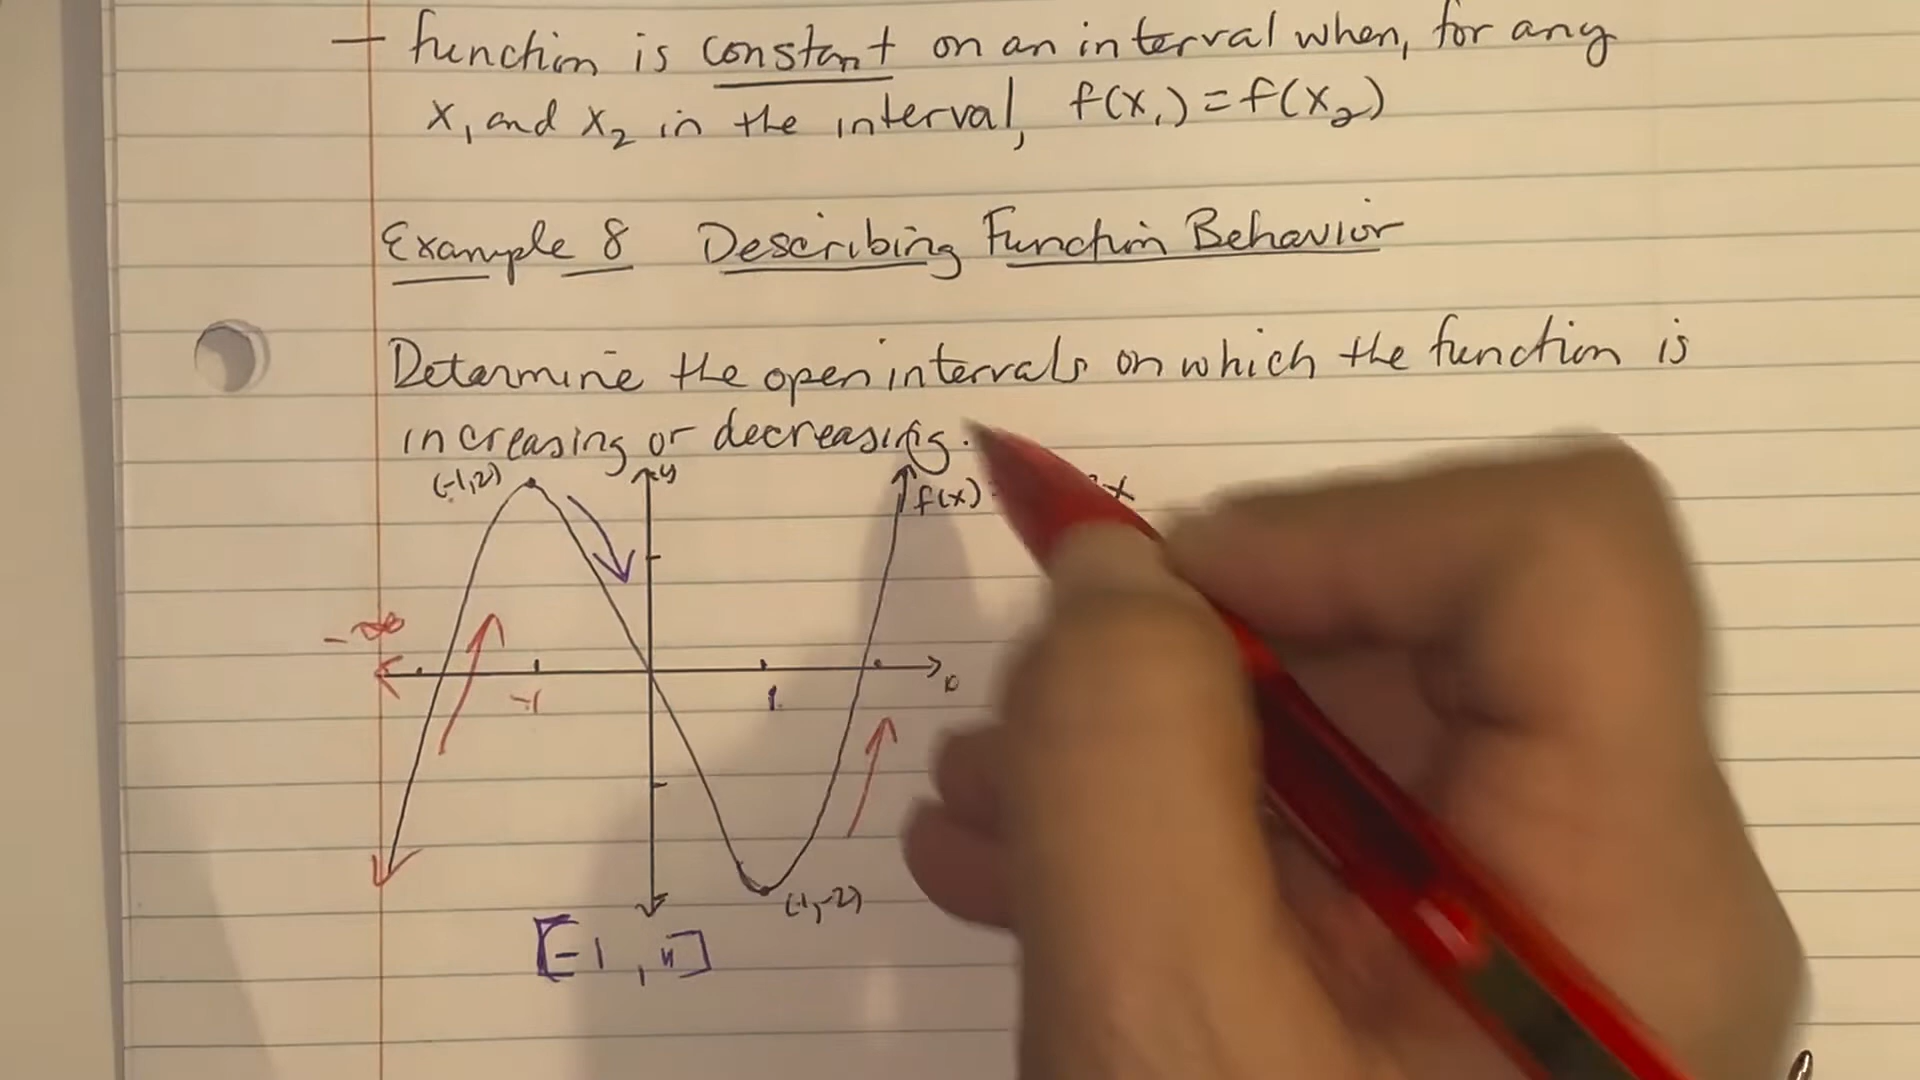 — function is constant on an interval when, for any
x₁ and x₂ in the interval, f(x₁) = f(x₂)
Example 8 Describing Function Behavior
Determine the open intervals on which the function is
increasing or decreasing.
(-1,2) y f(x) x
-∞
-1 1
(1,-2)
[-1, 1]